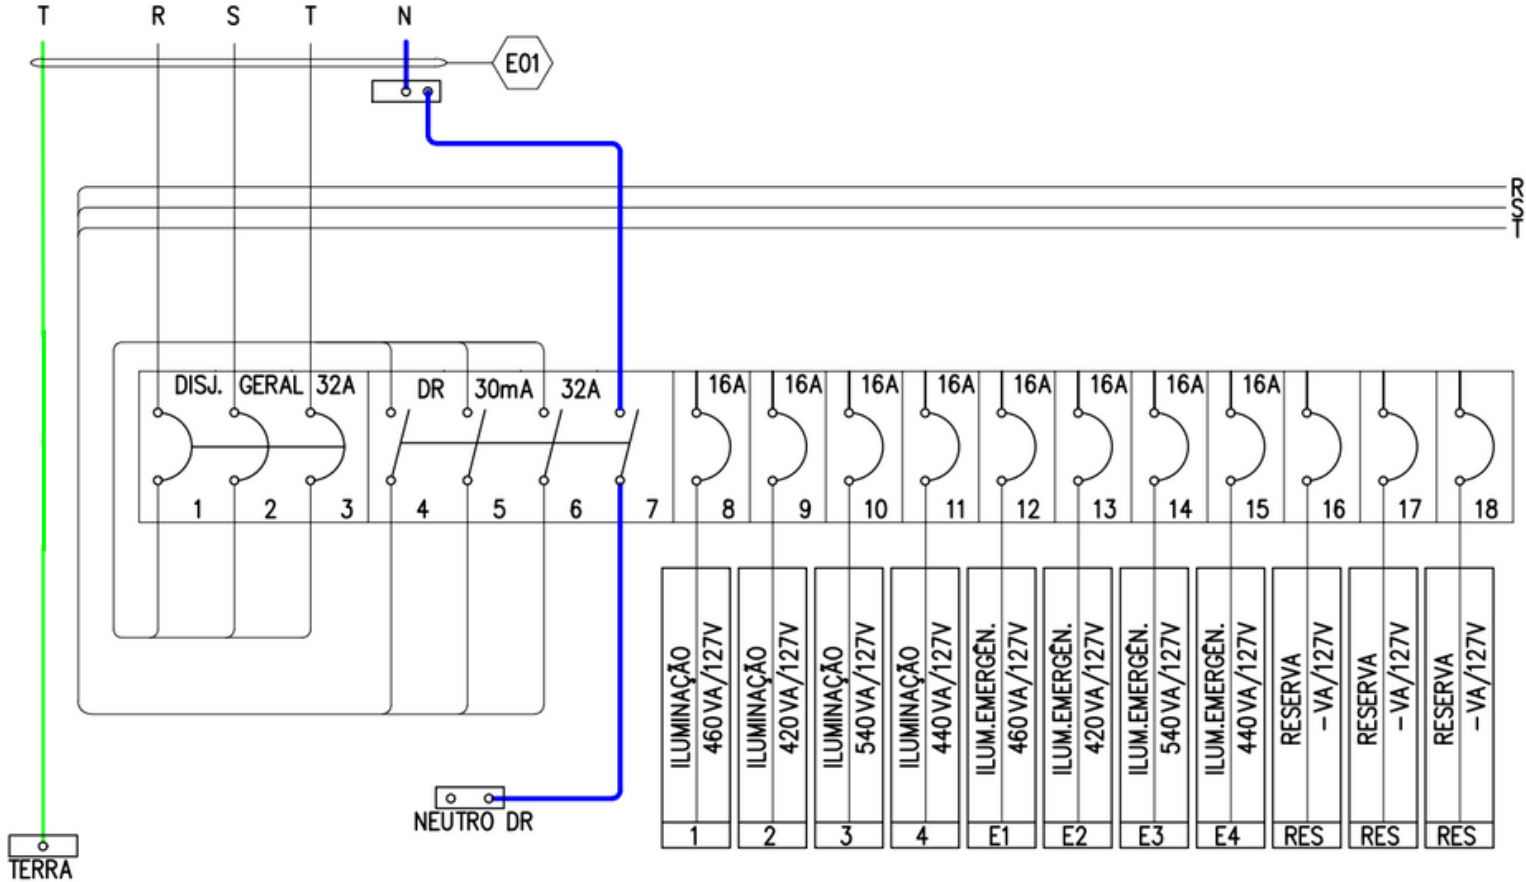 T R S T N
E01
R
S
T
DISJ. GERAL 32A DR 30mA 32A 16A 16A 16A 16A 16A 16A 16A 16A
1 2 3 4 5 6 7 8 9 10 11 12 13 14 15 16 17 18
ILUMINAÇÃO
460VA/127V
ILUMINAÇÃO
420VA/127V
ILUMINAÇÃO
540VA/127V
ILUMINAÇÃO
440VA/127V
ILUM.EMERGÊN.
460VA/127V
ILUM.EMERGÊN.
420VA/127V
ILUM.EMERGÊN.
540VA/127V
ILUM.EMERGÊN.
440VA/127V
RESERVA
- VA/127V
RESERVA
- VA/127V
RESERVA
- VA/127V
1 2 3 4 E1 E2 E3 E4 RES RES RES
NEUTRO DR
TERRA